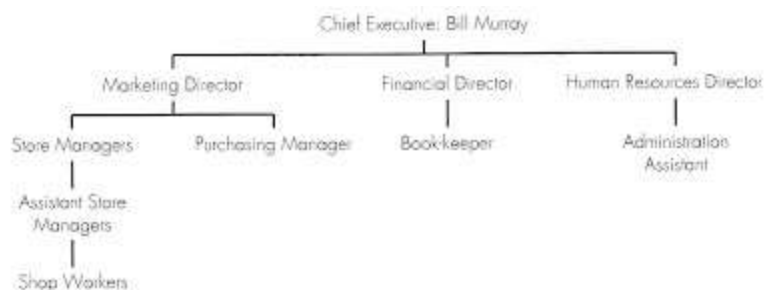 Chief Executive: Bill Murray
Marketing Director
Financial Director
Human Resources Director
Store Managers
Purchasing Manager
Book-keeper
Administration
Assistant
Assistant Store
Managers
Shop Workers